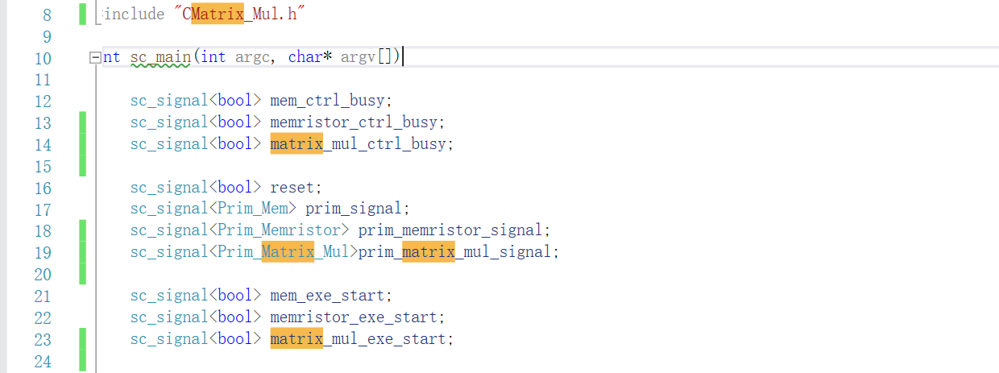 8 include "CMatrix_Mul.h"
9
10 nt sc_main(int argc, char* argv[])
11
12 sc_signal<bool> mem_ctrl_busy;
13 sc_signal<bool> memristor_ctrl_busy;
14 sc_signal<bool> matrix_mul_ctrl_busy;
15
16 sc_signal<bool> reset;
17 sc_signal<Prim_Mem> prim_signal;
18 sc_signal<Prim_Memristor> prim_memristor_signal;
19 sc_signal<Prim_Matrix_Mul>prim_matrix_mul_signal;
20
21 sc_signal<bool> mem_exe_start;
22 sc_signal<bool> memristor_exe_start;
23 sc_signal<bool> matrix_mul_exe_start;
24